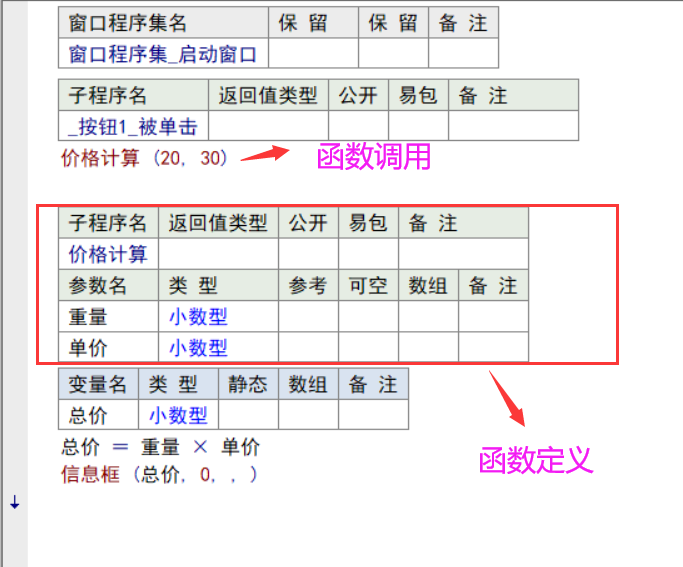 窗口程序集名 保 留 保 留 备 注
窗口程序集_启动窗口
子程序名 返回值类型 公开 易包 备 注
_按钮1_被单击
价格计算 (20, 30) 函数调用
子程序名 返回值类型 公开 易包 备 注
价格计算
参数名 类 型 参考 可空 数组 备 注
重量 小数型
单价 小数型
变量名 类 型 静态 数组 备 注
总价 小数型
总价 = 重量 × 单价
函数定义
信息框 (总价, 0, , )